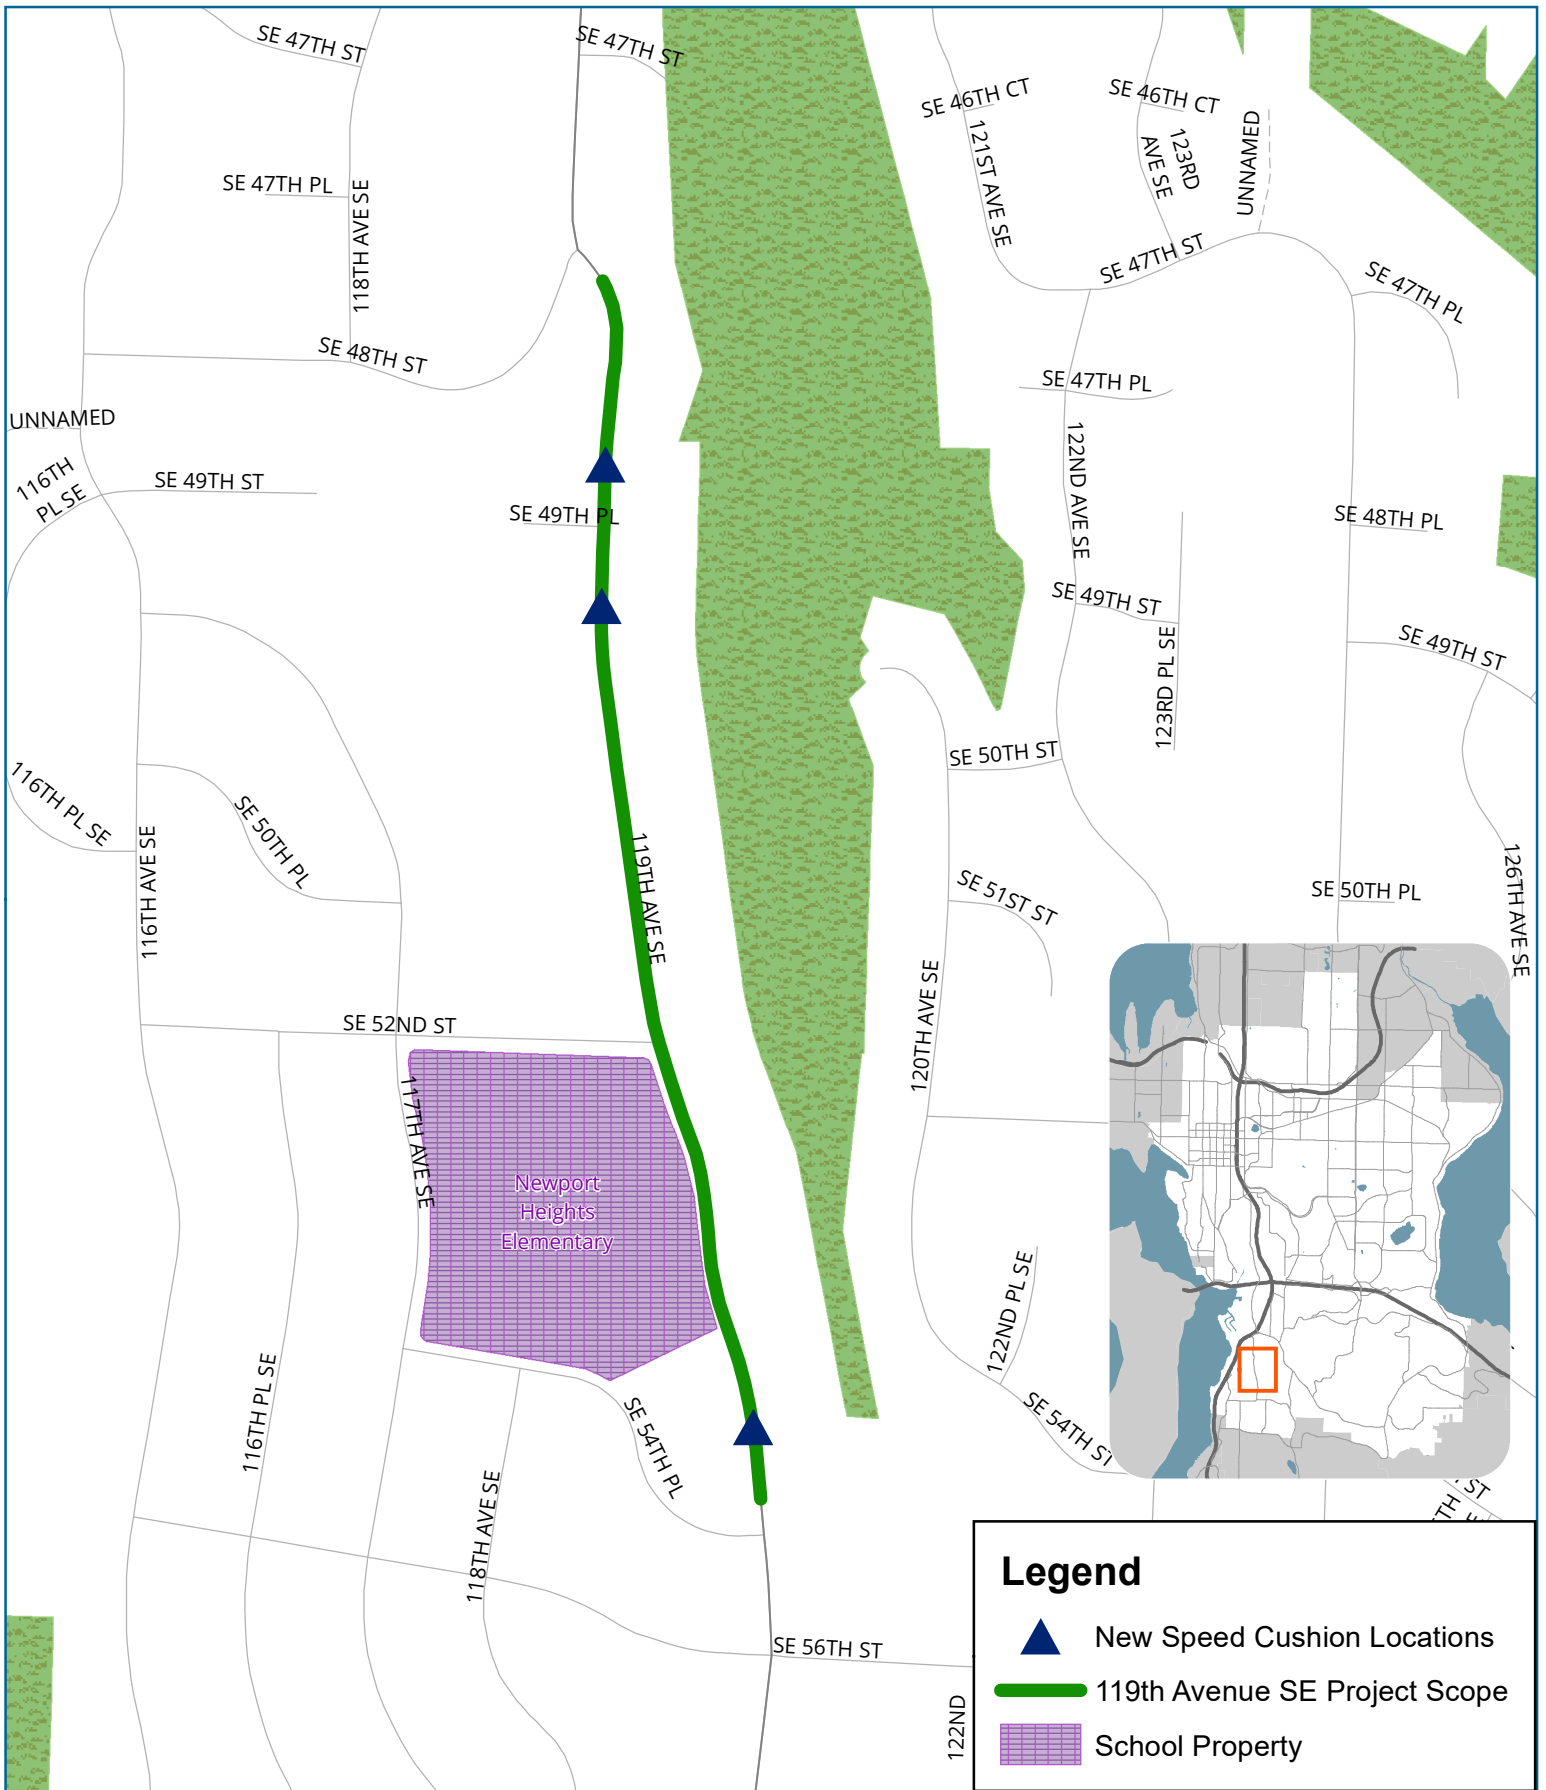 SE 47TH ST
SE 47TH ST
SE 46TH CT
SE 46TH CT
121ST AVE SE
123RD
AVE SE
UNNAMED
SE 47TH PL
118TH AVE SE
SE 47TH ST
SE 47TH PL
SE 48TH ST
SE 47TH PL
UNNAMED
116TH
PL SE
SE 49TH ST
SE 49TH PL
122ND AVE SE
SE 48TH PL
SE 49TH ST
123RD PL SE
SE 49TH ST
SE 50TH ST
116TH PL SE
SE 50TH PL
116TH AVE SE
119TH AVE SE
SE 51ST ST
SE 50TH PL
126TH AVE SE
120TH AVE SE
SE 52ND ST
117TH AVE SE
Newport
Heights
Elementary
122ND PL SE
116TH PL SE
SE 54TH PL
SE 54TH ST
118TH AVE SE
ST
TH
SE 56TH ST
122ND
Legend
New Speed Cushion Locations
119th Avenue SE Project Scope
School Property